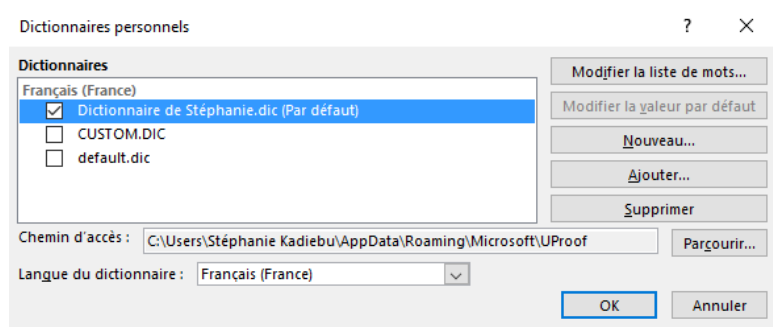 Dictionnaires personnels
?
Dictionnaires
Français (France)
Dictionnaire de Stéphanie.dic (Par défaut)
CUSTOM.DIC
default.dic
Modifier la liste de mots...
Modifier la valeur par défaut
Nouveau...
Ajouter...
Supprimer
Chemin d'accès : C:\Users\Stéphanie Kadiebu\AppData\Roaming\Microsoft\UProof Parcourir...
Langue du dictionnaire : Français (France)
OK Annuler